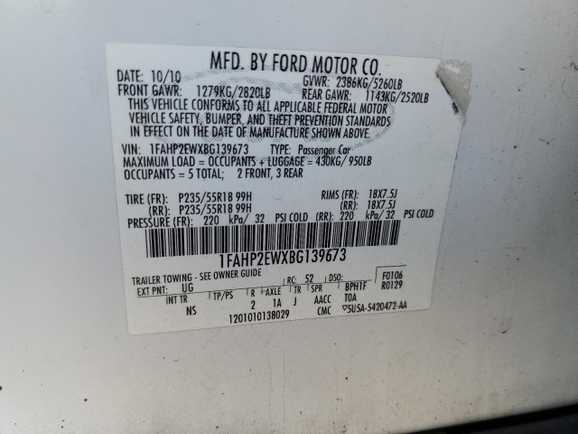 MFD. BY FORD MOTOR CO.
DATE: 10/10 GVWR: 2386KG/5260LB
FRONT GAWR: 1279KG/2820LB REAR GAWR: 1143KG/2520LB
THIS VEHICLE CONFORMS TO ALL APPLICABLE FEDERAL MOTOR
VEHICLE SAFETY, BUMPER, AND THEFT PREVENTION STANDARDS
IN EFFECT ON THE DATE OF MANUFACTURE SHOWN ABOVE.
VIN: 1FAHP2EWXBG139673 TYPE: Passenger Car
MAXIMUM LOAD = OCCUPANTS + LUGGAGE = 430KG/950LB
OCCUPANTS = 5 TOTAL; 2 FRONT, 3 REAR
TIRE (FR): P235/55R18 99H RIMS (FR): 18X7.5J
(RR): P235/55R18 99H (RR): 18X7.5J
PRESSURE (FR): 220 kPa/ 32 PSI COLD (RR): 220 kPa/ 32 PSI COLD
1FAHP2EWXBG139673
TRAILER TOWING - SEE OWNER GUIDE RC: 52 DSO: F0106
EXT PNT: UG R0129
INT TR TP/PS R AXLE TR SPR BPH1F
NS 2 1A J AACC TOA
1201010138029 CMC 5USA-5420472-AA